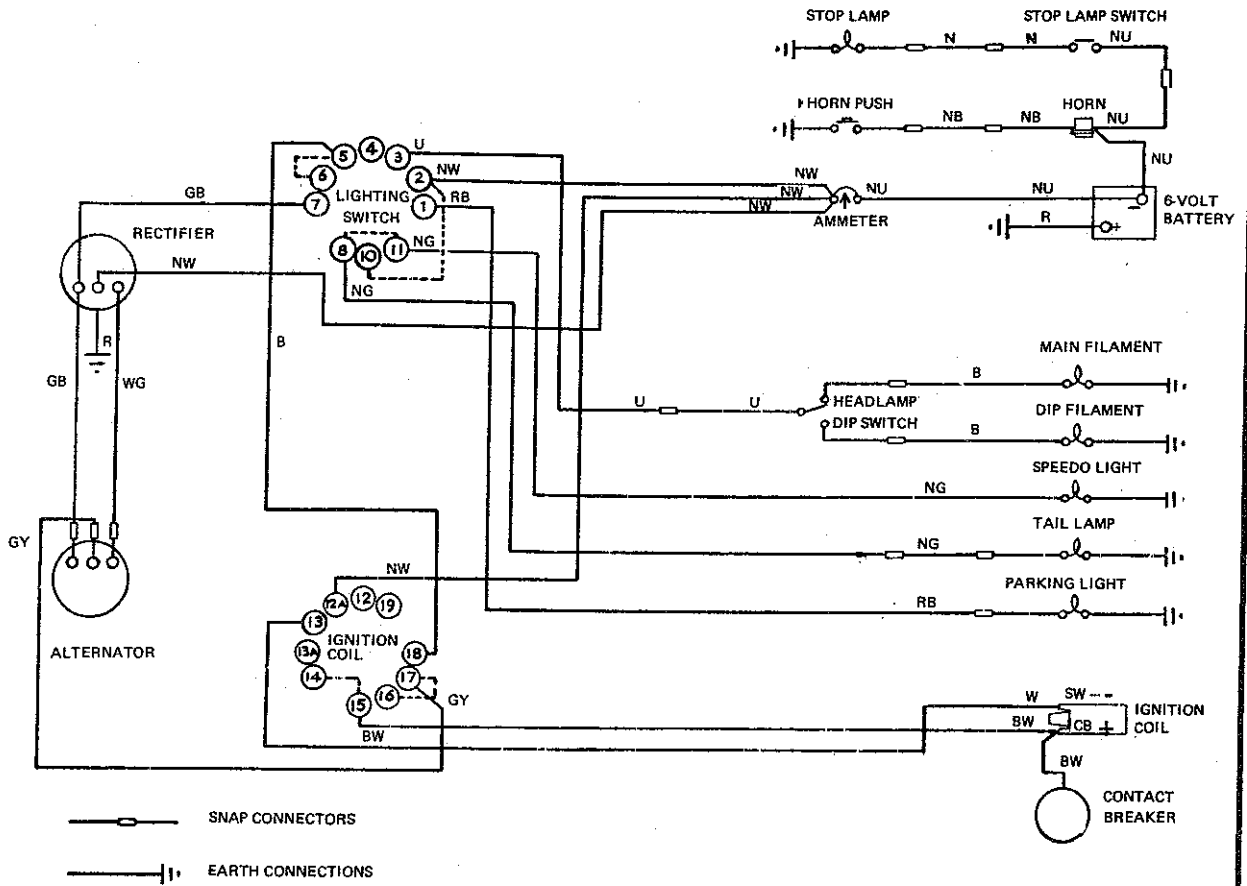 STOP LAMP
STOP LAMP SWITCH
N
N
NU
HORN PUSH
NB
NB
HORN
NU
NU
5
4
3
U
6
2
NW
7
LIGHTING
SWITCH
1
RB
GB
8
10
11
NG
NG
NW
NW
NW
NU
AMMETER
NU
R
6-VOLT
BATTERY
RECTIFIER
NW
R
GB
WG
B
MAIN FILAMENT
B
U
U
HEADLAMP
DIP SWITCH
DIP FILAMENT
B
SPEEDO LIGHT
NG
TAIL LAMP
NG
PARKING LIGHT
RB
GY
ALTERNATOR
NW
12A
12
19
13
13A
IGNITION
COIL
18
14
17
15
16
GY
BW
W
SW -
BW
CB +
IGNITION
COIL
BW
CONTACT
BREAKER
SNAP CONNECTORS
EARTH CONNECTIONS